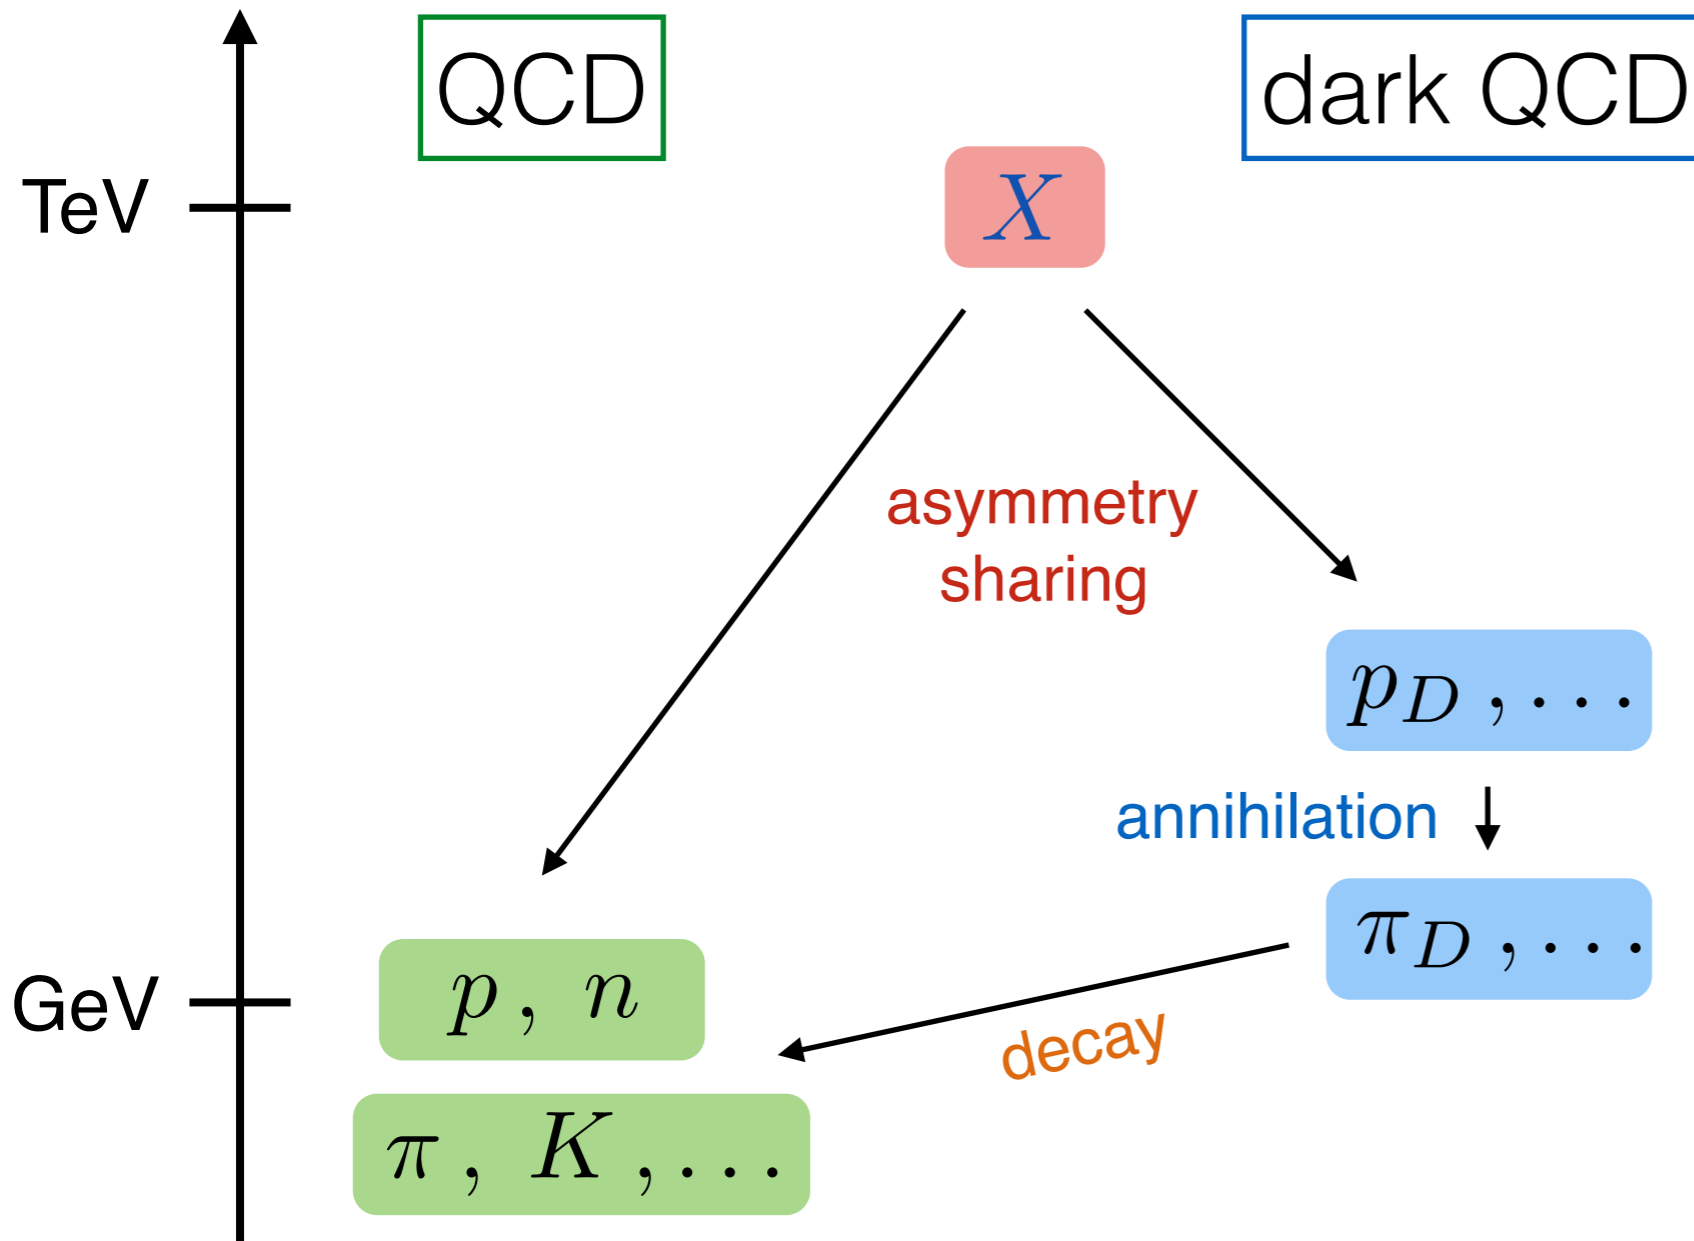 QCD
dark QCD
TeV
X
asymmetry
sharing
p_D , . . .
annihilation
π_D , . . .
GeV
p , n
decay
π , K , . . .